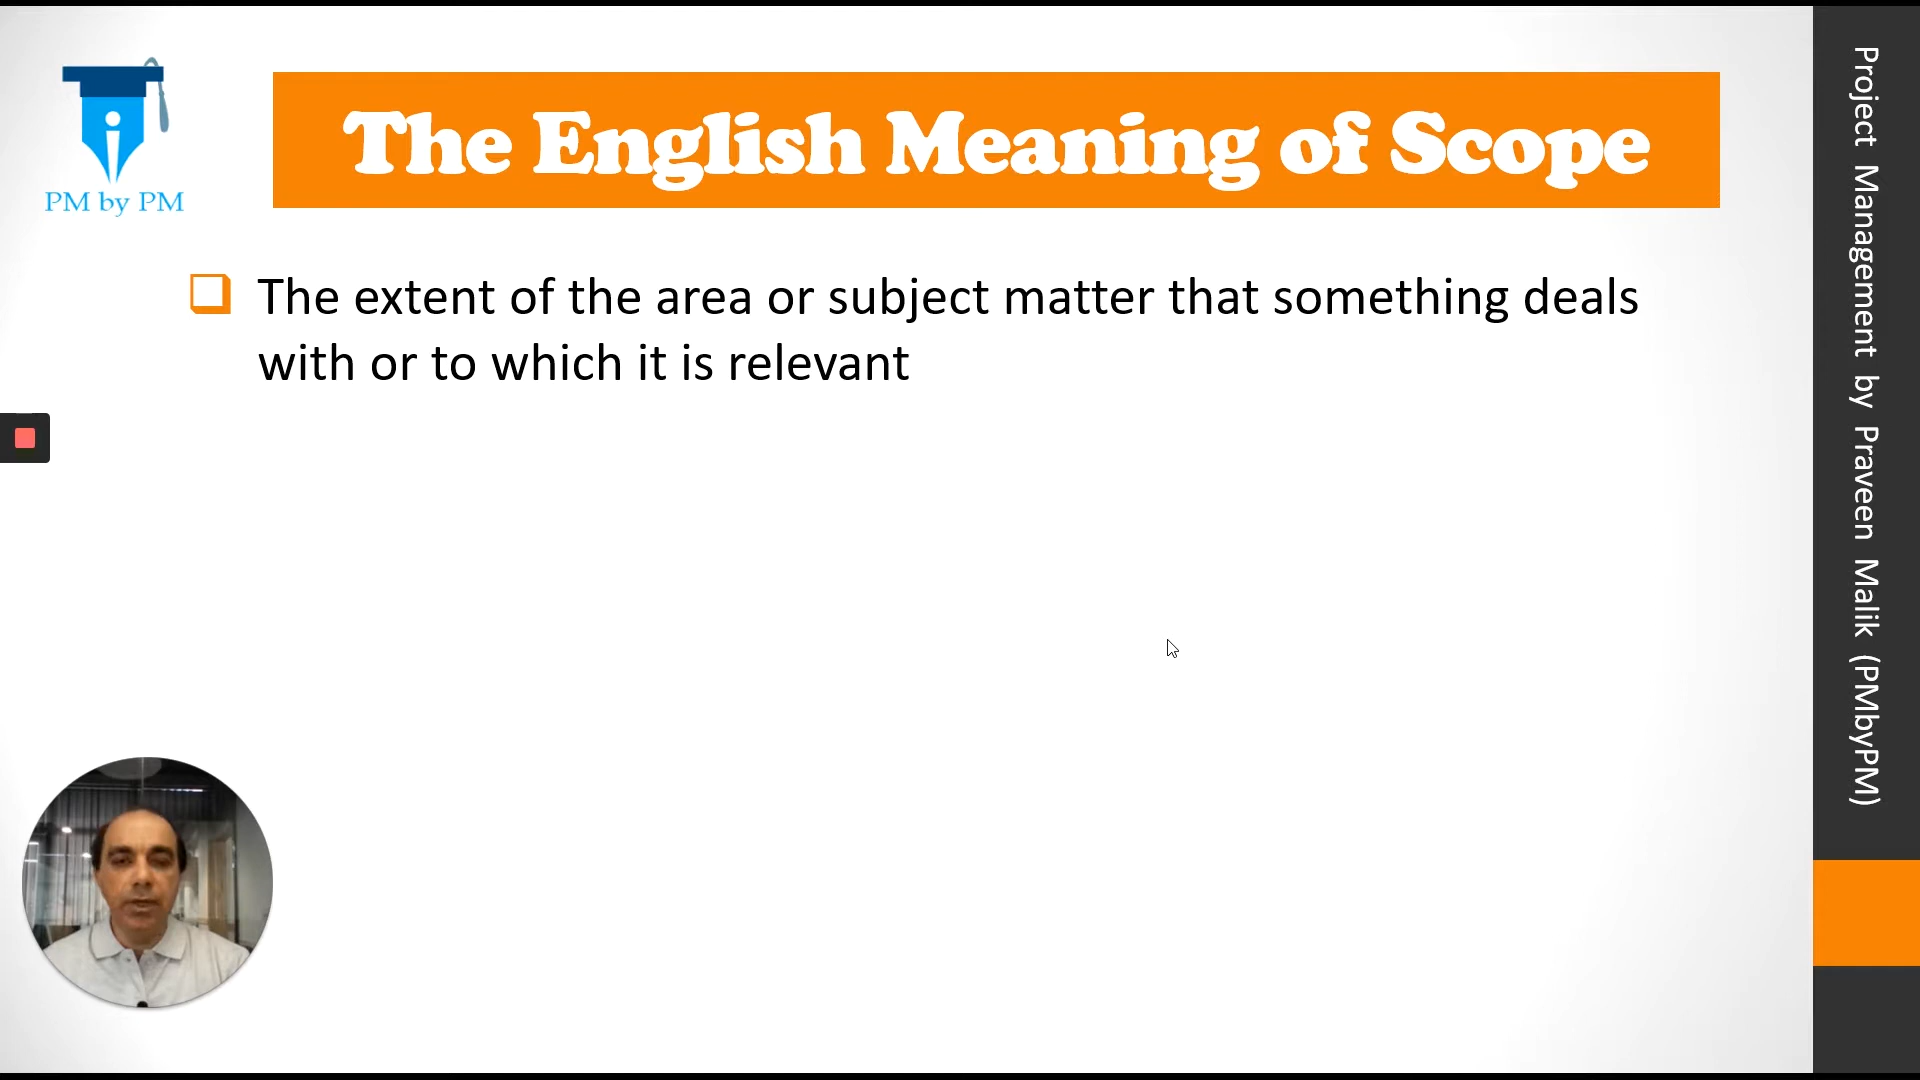 The English Meaning of Scope
PM by PM
The extent of the area or subject matter that something deals
with or to which it is relevant
Project Management by Praveen Malik (PMbyPM)